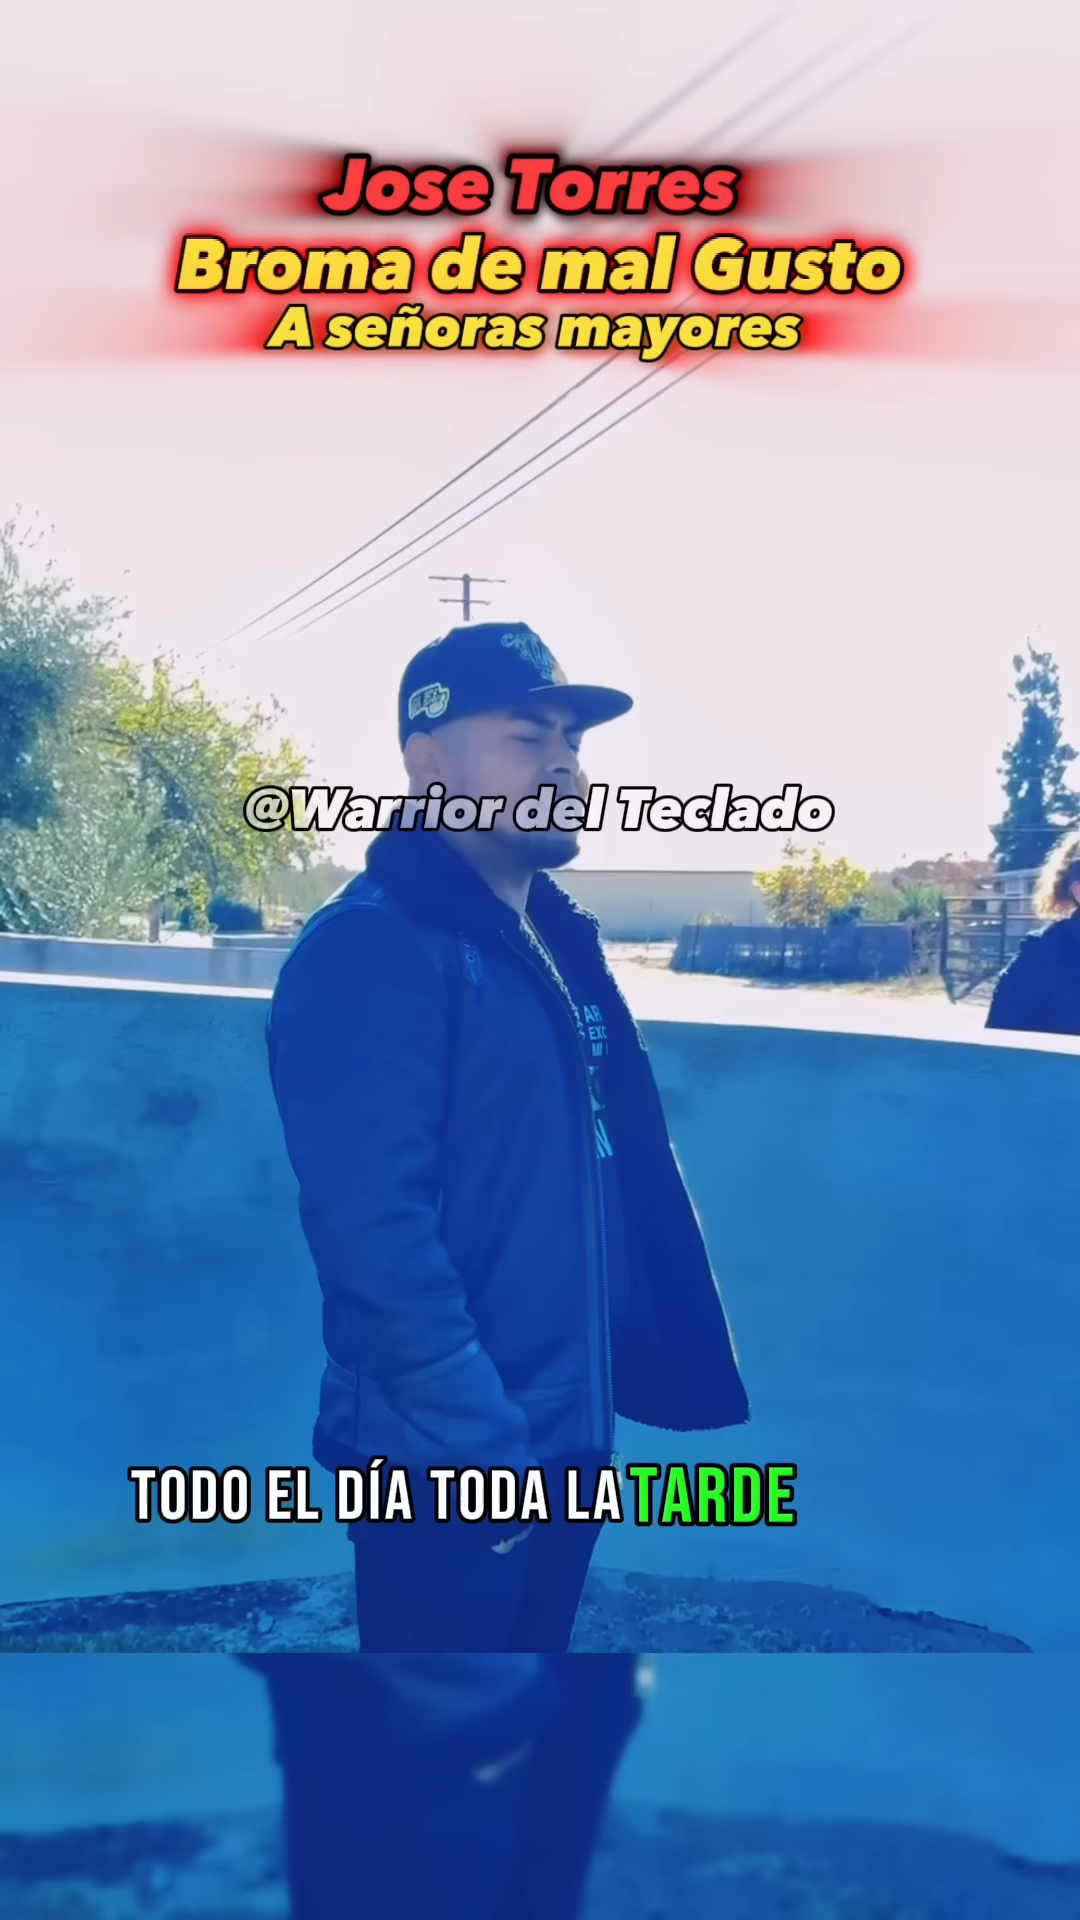 Jose Torres
Broma de mal Gusto
A señoras mayores
@Warrior del Teclado
TODO EL DÍA TODA LA TARDE